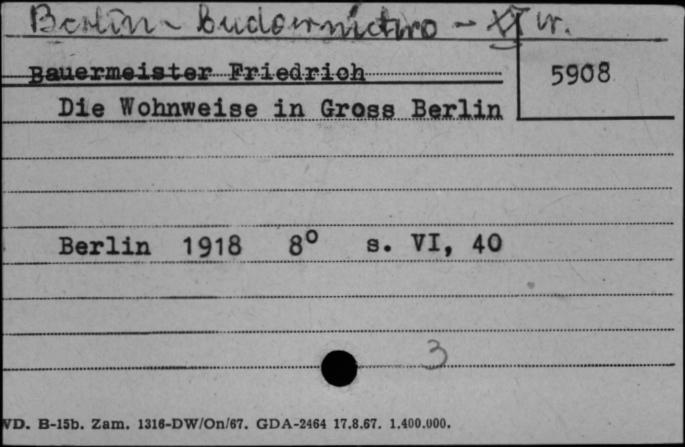 Berlin - budownictwo - XX w.
Bauermeister Friedrich
5908
Die Wohnweise in Gross Berlin
Berlin 1918 8° s. VI, 40
3
VD. B-15b. Zam. 1316-DW/On/67. GDA-2464 17.8.67. 1.400.000.